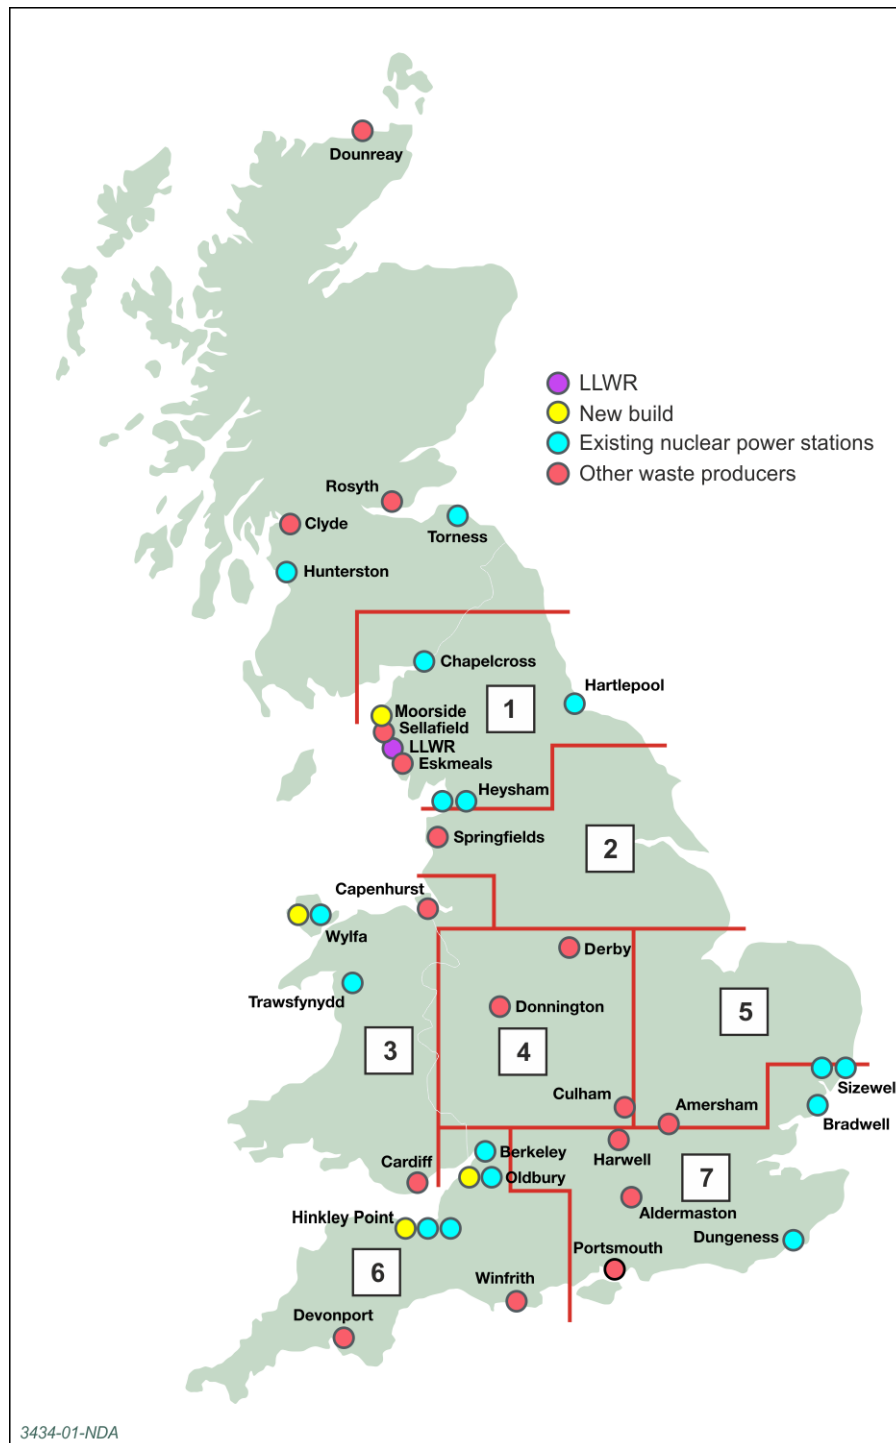 Dounreay
LLWR
New build
Existing nuclear power stations
Other waste producers
Rosyth
Clyde
Torness
Hunterston
Chapelcross
Hartlepool
1
Moorside
Sellafield
LLWR
Eskmeals
Heysham
Springfields
2
Capenhurst
Wylfa
Derby
Trawsfynydd
Donnington
5
3
4
Sizewel
Culham
Amersham
Bradwell
Berkeley
Harwell
Cardiff
Oldbury
7
Aldermaston
Hinkley Point
Dungeness
Portsmouth
6
Winfrith
Devonport
3434-01-NDA